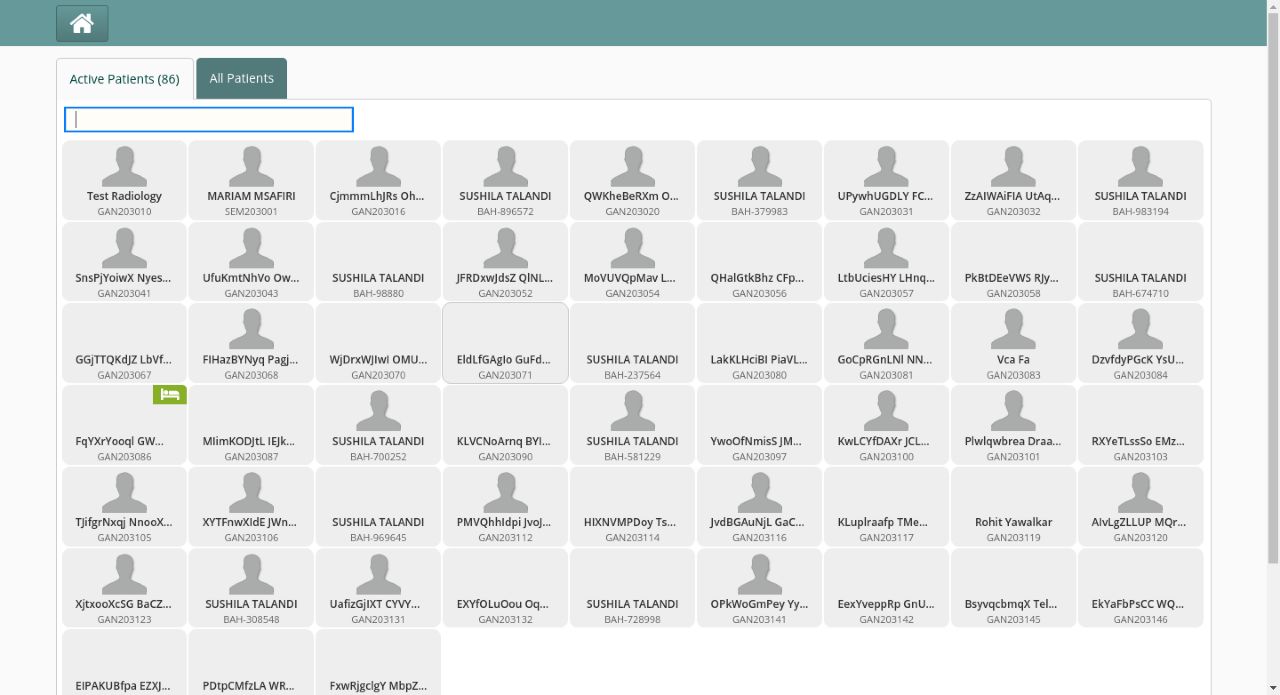 Active Patients (86)
All Patients
Test Radiology
GAN203010
MARIAM MSAFIRI
SEM203001
CjmmmLhJRs Oh...
GAN203016
SUSHILA TALANDI
BAH-896572
QWKheBeRXm O...
GAN203020
SUSHILA TALANDI
BAH-379983
UPywhUGDLY FC...
GAN203031
ZzAIWAiFIA UtAq...
GAN203032
SUSHILA TALANDI
BAH-983194
SnsPjYoiwX Nyes...
GAN203041
UfuKmtNhVo Ow...
GAN203043
SUSHILA TALANDI
BAH-98880
JFRDxwJdsZ QlNL...
GAN203052
MoVUVQpMav L...
GAN203054
QHalGtkBhz CFp...
GAN203056
LtbUciesHY LHnq...
GAN203057
PkBtDEeVWS RJy...
GAN203058
SUSHILA TALANDI
BAH-674710
GGjTTQKdJZ LbVf...
GAN203067
FIHazBYNyq Pagj...
GAN203068
WjDrxWJIwI OMU...
GAN203070
EldLfGAgIo GuFd...
GAN203071
SUSHILA TALANDI
BAH-237564
LakKLHciBI PiaVL...
GAN203080
GoCpRGnLNl NN...
GAN203081
Vca Fa
GAN203083
DzvfdyPGcK YsU...
GAN203084
FqYXrYooql GW...
GAN203086
MIimKODJtL IEJk...
GAN203087
SUSHILA TALANDI
BAH-700252
KLVCNoArnq BYI...
GAN203090
SUSHILA TALANDI
BAH-581229
YwoOfNmisS JM...
GAN203097
KwLCYfDAXr JCL...
GAN203100
Plwlqwbrea Draa...
GAN203101
RXYeTLssSo EMz...
GAN203103
TJifgrNxqj NnooX...
GAN203105
XYTFnwXIdE JWn...
GAN203106
SUSHILA TALANDI
BAH-969645
PMVQhhIdpi JvoJ...
GAN203112
HIXNVMPDoy Ts...
GAN203114
JvdBGAuNjL GaC...
GAN203116
KLuplraafp TMe...
GAN203117
Rohit Yawalkar
GAN203119
AIvLgZLLUP MQr...
GAN203120
XjtxooXcSG BaCZ...
GAN203123
SUSHILA TALANDI
BAH-308548
UafizGjIXT CYVY...
GAN203131
EXYfOLuOou Oq...
GAN203132
SUSHILA TALANDI
BAH-728998
OPkWoGmPey Yy...
GAN203141
EexYveppRp GnU...
GAN203142
BsyvqcbmqX Tel...
GAN203145
EkYaFbPsCC WQ...
GAN203146
EIPAKUBfpa EZXJ...
PDtpCMfzLA WR...
FxwRjgclgY MbpZ...